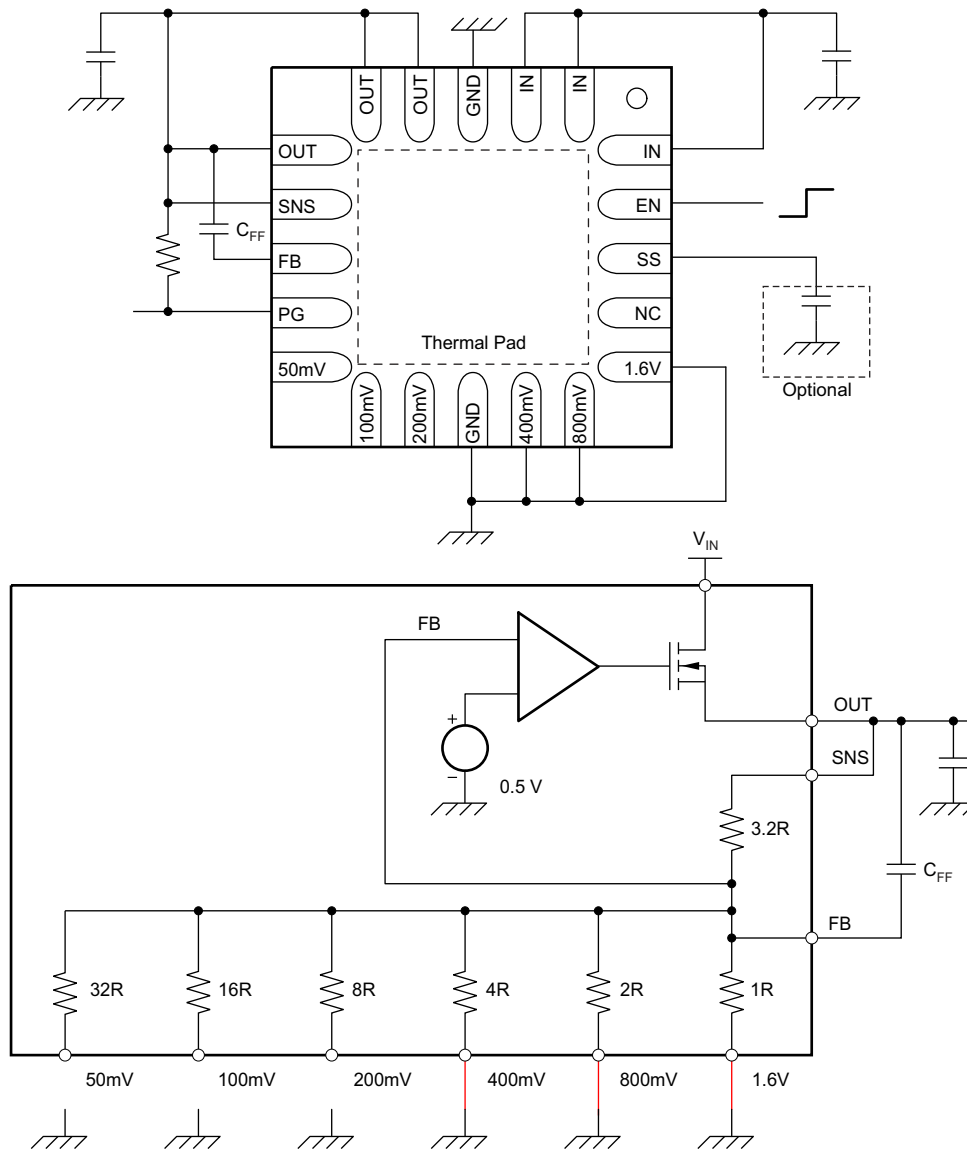 OUT
OUT
GND
IN
IN
OUT
IN
SNS
EN
C_FF
FB
SS
PG
NC
Thermal Pad
50mV
1.6V
100mV
200mV
GND
400mV
800mV
Optional
V_IN
FB
OUT
+
SNS
−
0.5 V
3.2R
C_FF
FB
32R
16R
8R
4R
2R
1R
50mV
100mV
200mV
400mV
800mV
1.6V